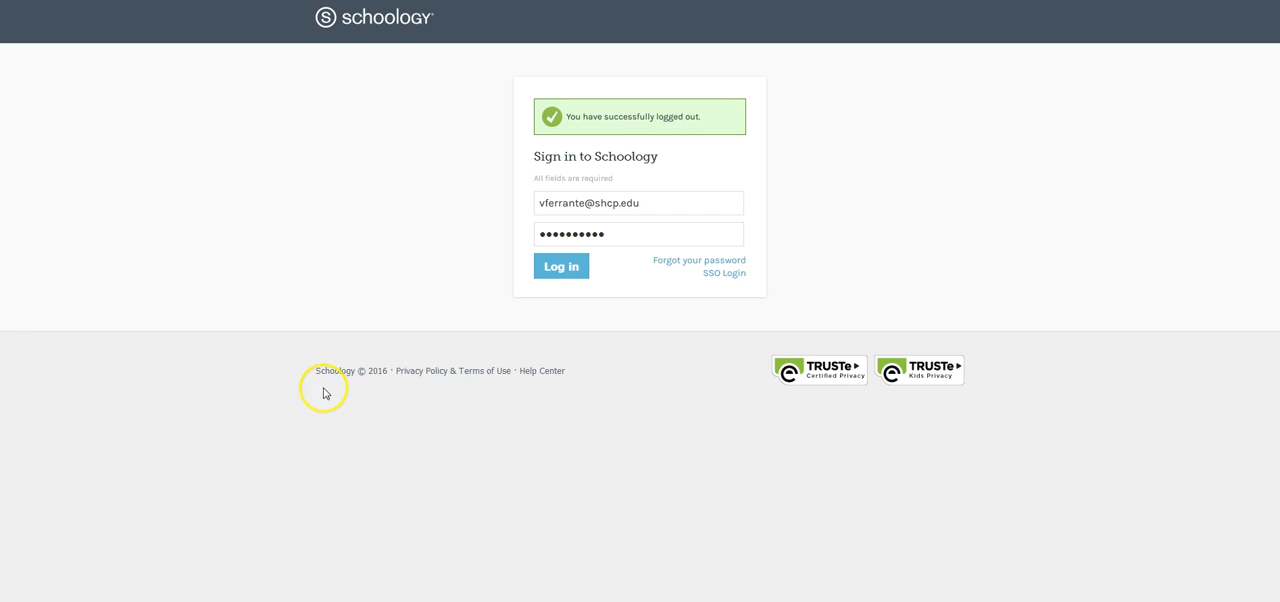 schoology
You have successfully logged out.
Sign in to Schoology
All fields are required
vferrante@shcp.edu
••••••••••
Log in
Forgot your password
SSO Login
Schoology © 2016 · Privacy Policy & Terms of Use · Help Center
TRUSTe
Certified Privacy
TRUSTe
Kids Privacy